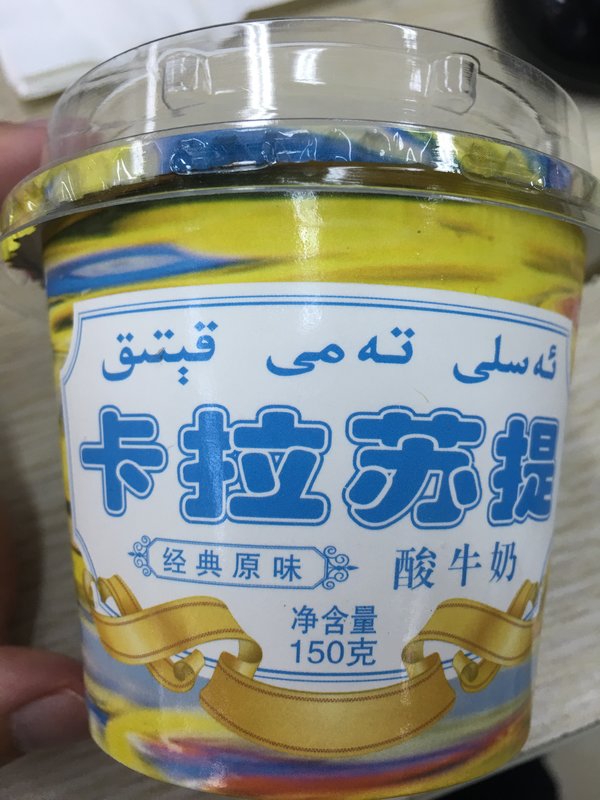 ئەسلى تەمى قېتىق
卡拉苏提
经典原味 酸牛奶
净含量
150克